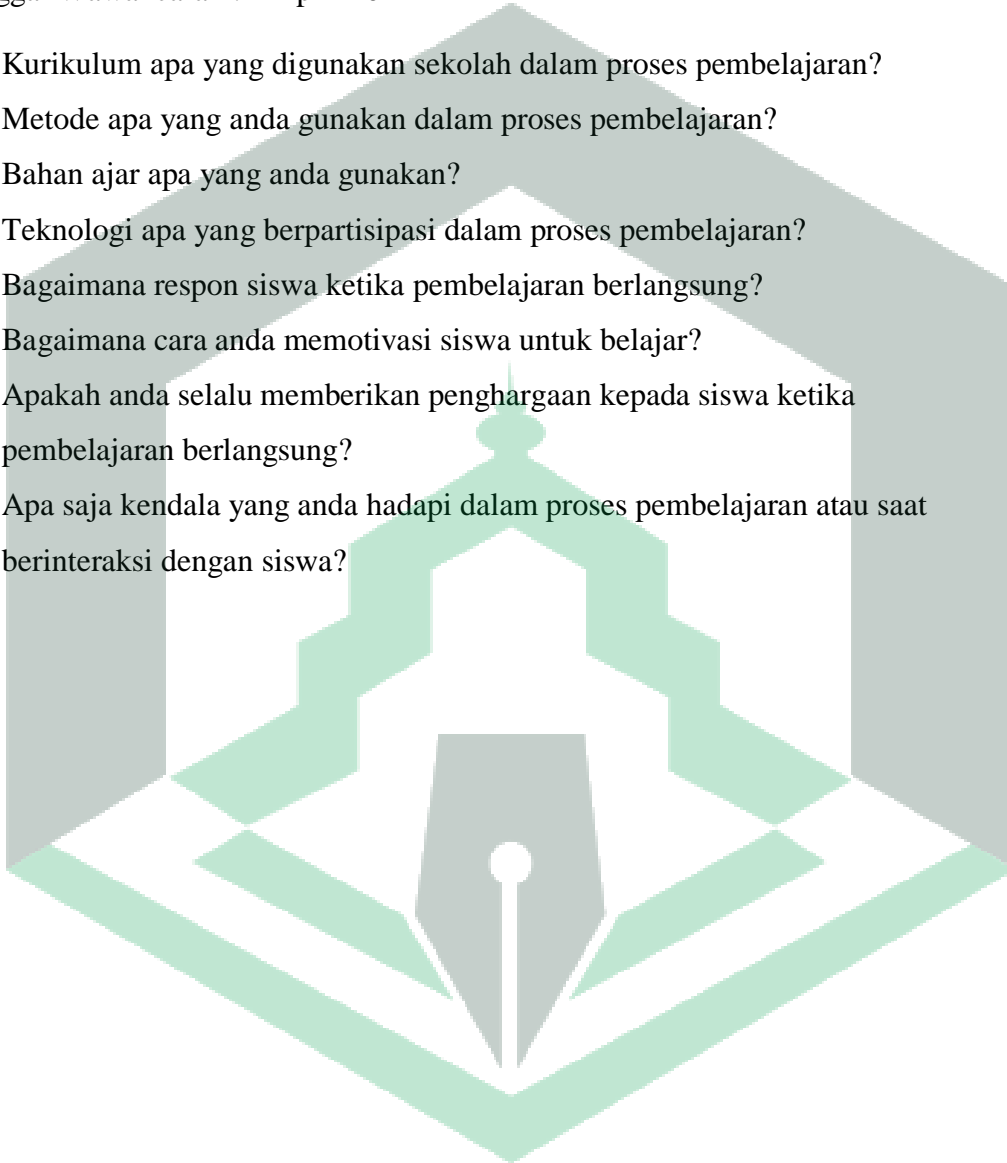 Kurikulum apa yang digunakan sekolah dalam proses pembelajaran?
Metode apa yang anda gunakan dalam proses pembelajaran?
Bahan ajar apa yang anda gunakan?
Teknologi apa yang berpartisipasi dalam proses pembelajaran?
Bagaimana respon siswa ketika pembelajaran berlangsung?
Bagaimana cara anda memotivasi siswa untuk belajar?
Apakah anda selalu memberikan penghargaan kepada siswa ketika
pembelajaran berlangsung?
Apa saja kendala yang anda hadapi dalam proses pembelajaran atau saat
berinteraksi dengan siswa?